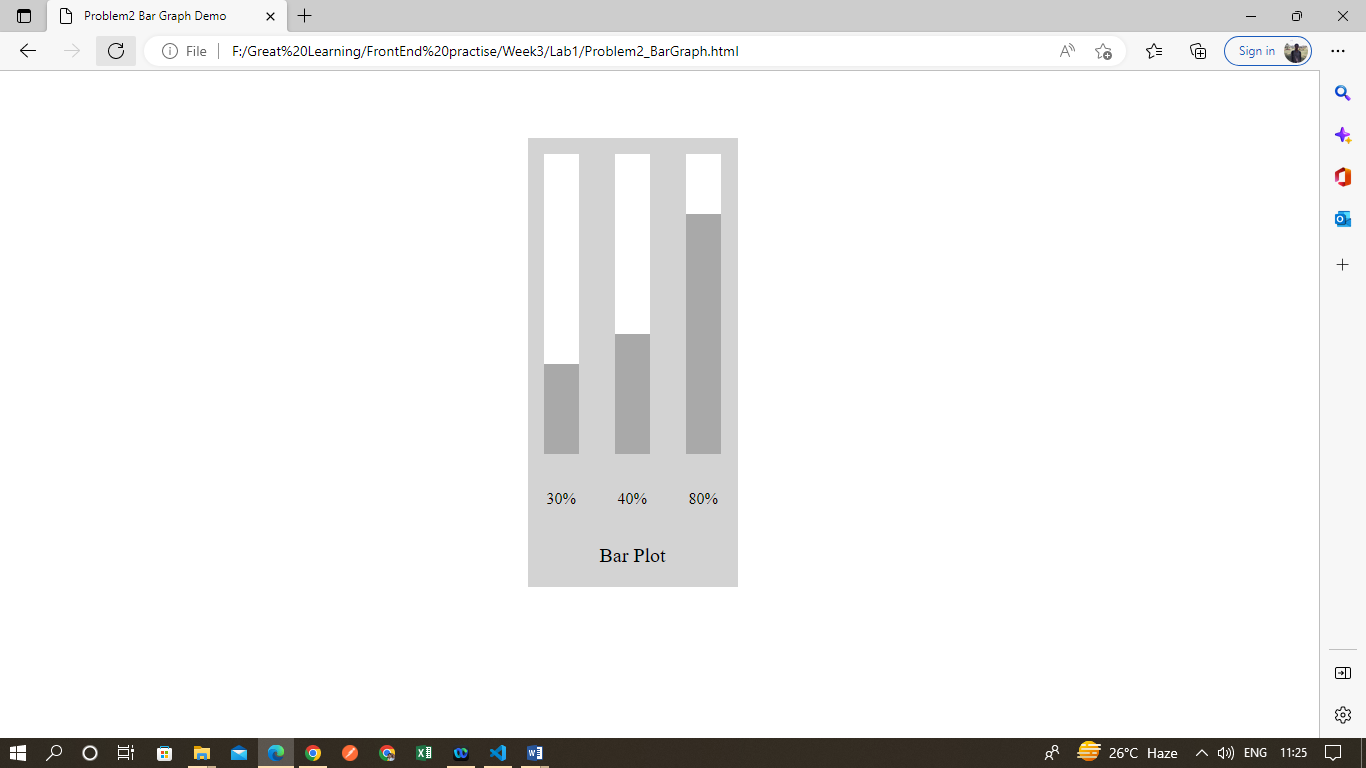 Problem2 Bar Graph Demo
File F:/Great%20Learning/FrontEnd%20practise/Week3/Lab1/Problem2_BarGraph.html
Sign in
30% 40% 80%
Bar Plot
26°C Haze ENG 11:25